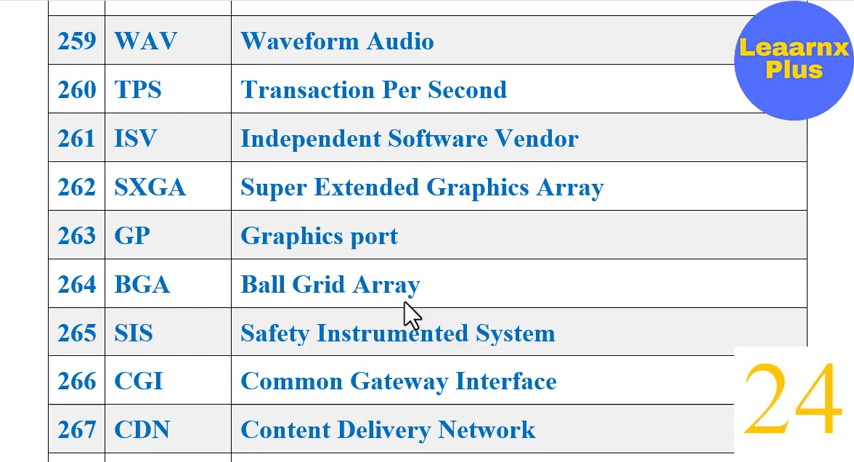 259 WAV Waveform Audio
260 TPS Transaction Per Second
261 ISV Independent Software Vendor
262 SXGA Super Extended Graphics Array
263 GP Graphics port
264 BGA Ball Grid Array
265 SIS Safety Instrumented System
266 CGI Common Gateway Interface
267 CDN Content Delivery Network
Leaarnx
Plus
24